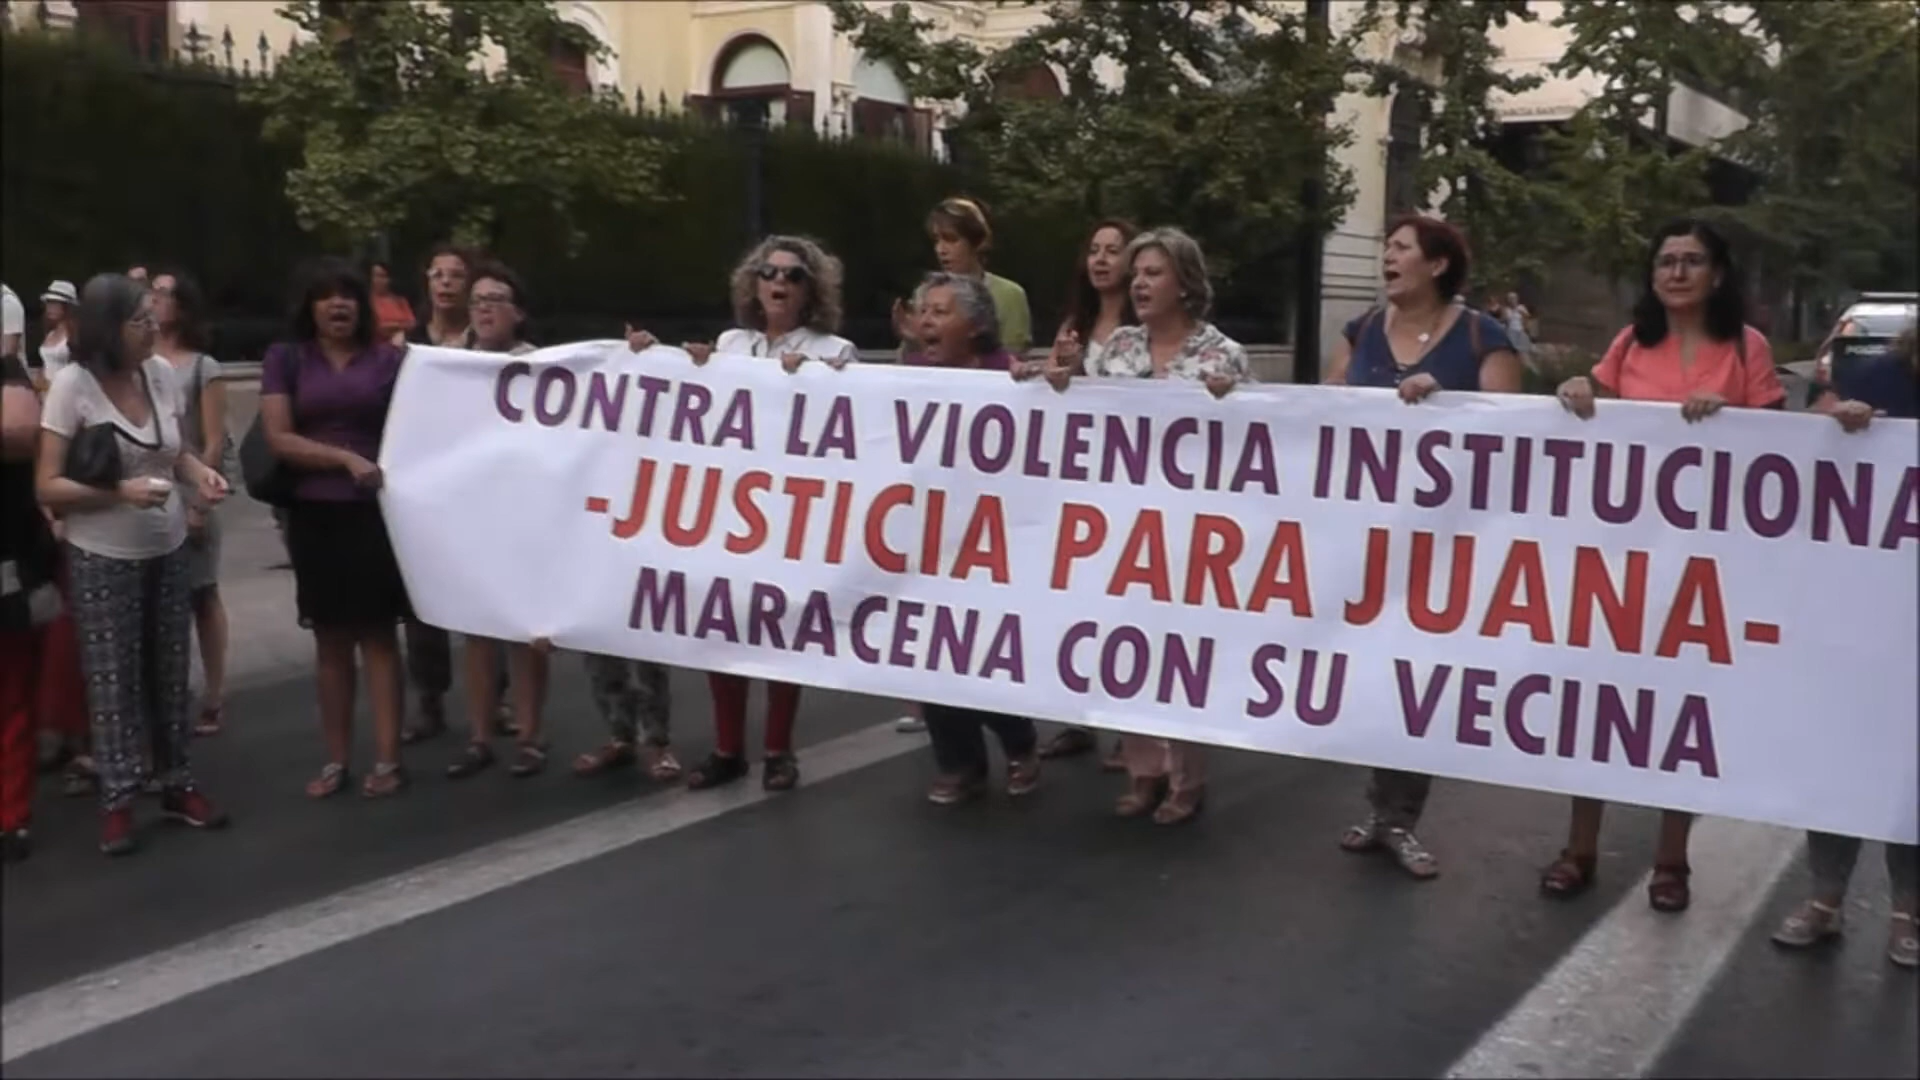 CONTRA LA VIOLENCIA INSTITUCIONA
-JUSTICIA PARA JUANA-
MARACENA CON SU VECINA